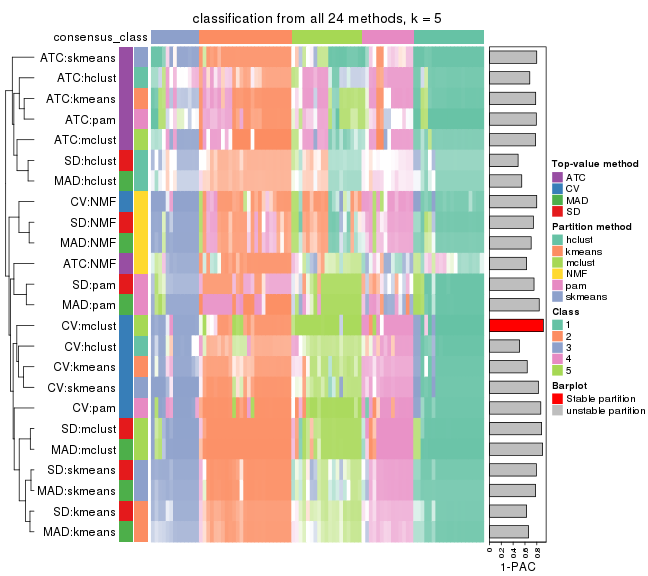 classification from all 24 methods, k = 5
consensus_class
ATC:skmeans
ATC:hclust
ATC:kmeans
ATC:pam
ATC:mclust
SD:hclust
MAD:hclust
CV:NMF
SD:NMF
MAD:NMF
ATC:NMF
SD:pam
MAD:pam
CV:mclust
CV:hclust
CV:kmeans
CV:skmeans
CV:pam
SD:mclust
MAD:mclust
SD:skmeans
MAD:skmeans
SD:kmeans
MAD:kmeans
0 0.2 0.4 0.6 0.8
1-PAC
Top-value method
ATC
CV
MAD
SD
Partition method
hclust
kmeans
mclust
NMF
pam
skmeans
Class
1
2
3
4
5
Barplot
Stable partition
unstable partition